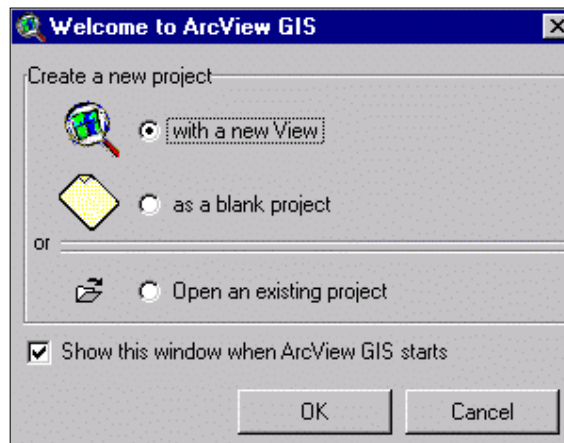 Welcome to ArcView GIS
Create a new project
with a new View
as a blank project
or
Open an existing project
Show this window when ArcView GIS starts
OK
Cancel